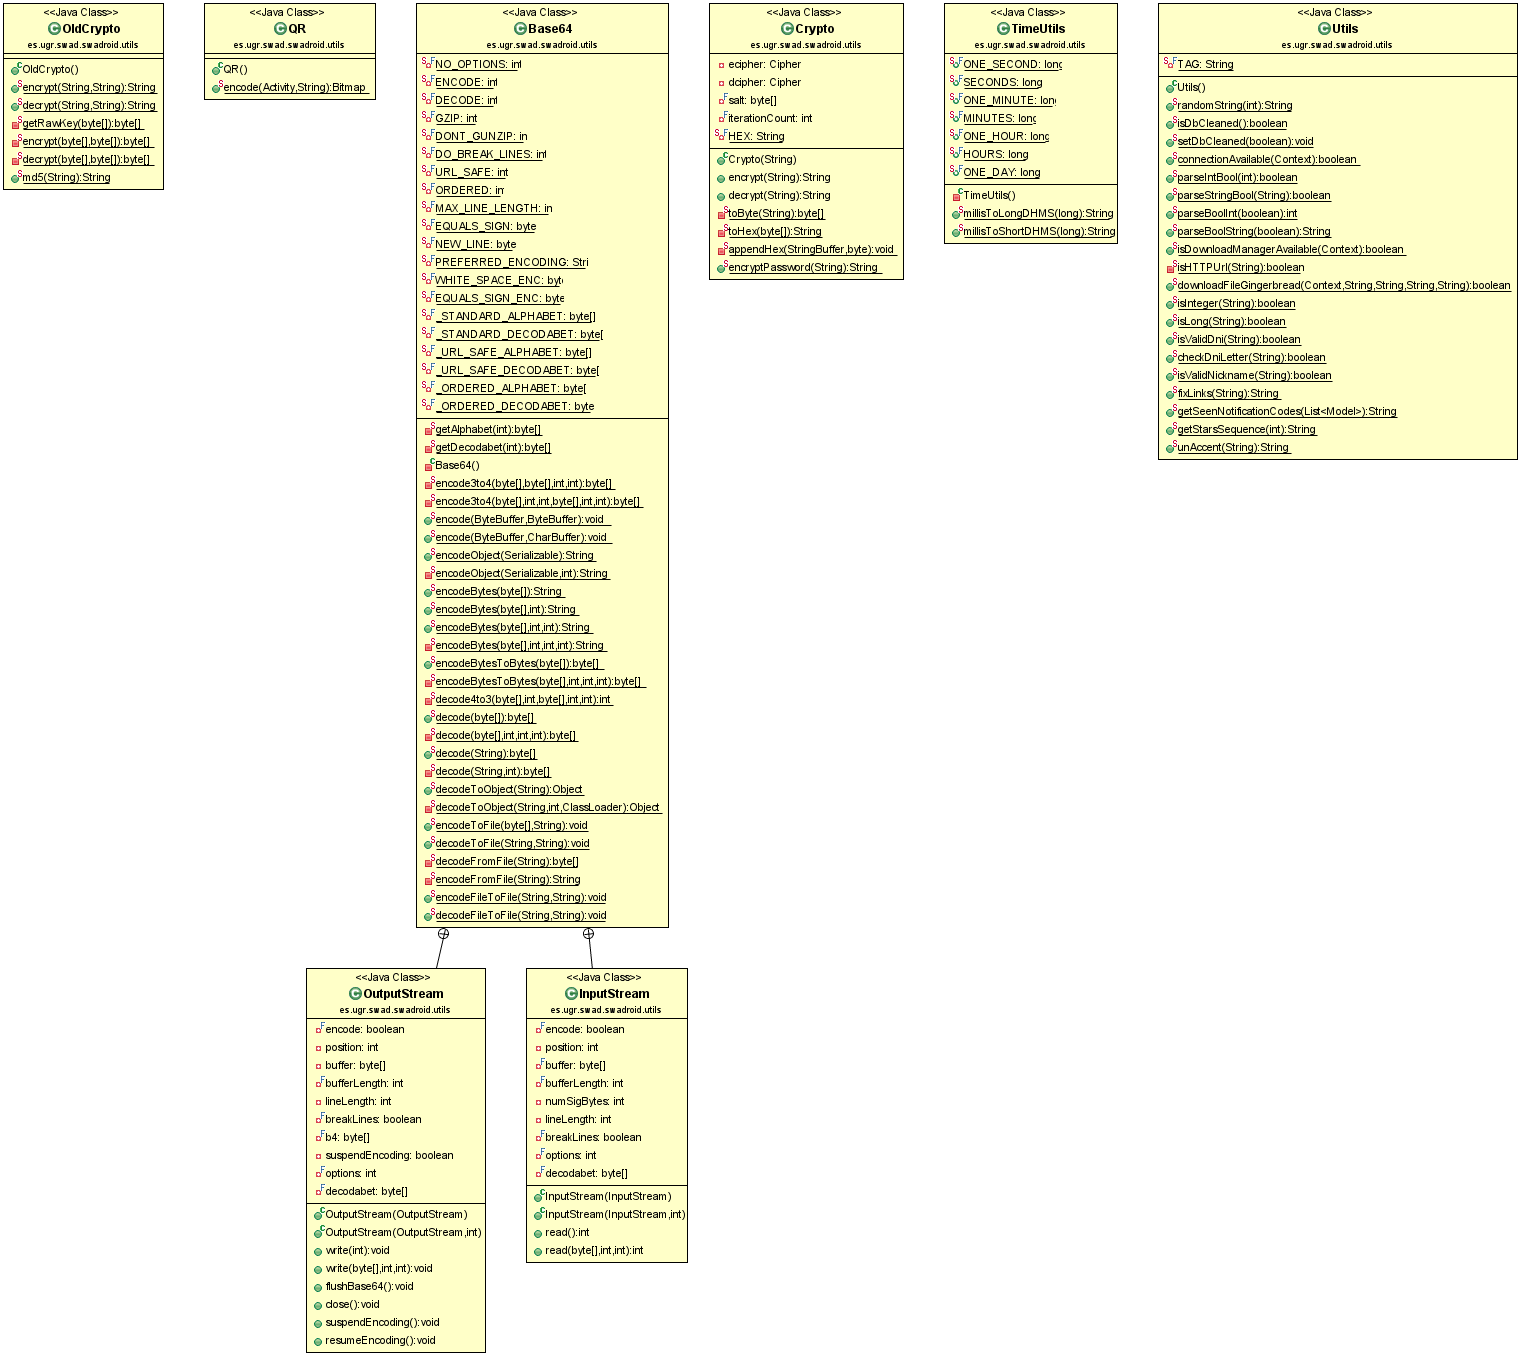 <<Java Class>>
OldCrypto
es.ugr.swad.swadroid.utils
OldCrypto()
encrypt(String,String):String
decrypt(String,String):String
getRawKey(byte[]):byte[]
encrypt(byte[],byte[]):byte[]
decrypt(byte[],byte[]):byte[]
md5(String):String
<<Java Class>>
QR
es.ugr.swad.swadroid.utils
QR()
encode(Activity,String):Bitmap
<<Java Class>>
Base64
es.ugr.swad.swadroid.utils
NO_OPTIONS: int
ENCODE: int
DECODE: int
GZIP: int
DONT_GUNZIP: in
DO_BREAK_LINES: int
URL_SAFE: int
ORDERED: in
MAX_LINE_LENGTH: in
EQUALS_SIGN: byte
NEW_LINE: byte
PREFERRED_ENCODING: Stri
WHITE_SPACE_ENC: byt
EQUALS_SIGN_ENC: byte
_STANDARD_ALPHABET: byte[]
_STANDARD_DECODABET: byte[
_URL_SAFE_ALPHABET: byte[]
_URL_SAFE_DECODABET: byte[
_ORDERED_ALPHABET: byte[
_ORDERED_DECODABET: byte
getAlphabet(int):byte[]
getDecodabet(int):byte[]
Base64()
encode3to4(byte[],byte[],int,int):byte[]
encode3to4(byte[],int,int,byte[],int,int):byte[]
encode(ByteBuffer,ByteBuffer):void
encode(ByteBuffer,CharBuffer):void
encodeObject(Serializable):String
encodeObject(Serializable,int):String
encodeBytes(byte[]):String
encodeBytes(byte[],int):String
encodeBytes(byte[],int,int):String
encodeBytes(byte[],int,int,int):String
encodeBytesToBytes(byte[]):byte[]
encodeBytesToBytes(byte[],int,int,int):byte[]
decode4to3(byte[],int,byte[],int,int):int
decode(byte[]):byte[]
decode(byte[],int,int,int):byte[]
decode(String):byte[]
decode(String,int):byte[]
decodeToObject(String):Object
decodeToObject(String,int,ClassLoader):Object
encodeToFile(byte[],String):void
decodeToFile(String,String):void
decodeFromFile(String):byte[]
encodeFromFile(String):String
encodeFileToFile(String,String):void
decodeFileToFile(String,String):void
<<Java Class>>
Crypto
es.ugr.swad.swadroid.utils
ecipher: Cipher
dcipher: Cipher
salt: byte[]
iterationCount: int
HEX: String
Crypto(String)
encrypt(String):String
decrypt(String):String
toByte(String):byte[]
toHex(byte[]):String
appendHex(StringBuffer,byte):void
encryptPassword(String):String
<<Java Class>>
TimeUtils
es.ugr.swad.swadroid.utils
ONE_SECOND: long
SECONDS: long
ONE_MINUTE: long
MINUTES: long
ONE_HOUR: long
HOURS: long
ONE_DAY: long
TimeUtils()
millisToLongDHMS(long):String
millisToShortDHMS(long):String
<<Java Class>>
Utils
es.ugr.swad.swadroid.utils
TAG: String
Utils()
randomString(int):String
isDbCleaned():boolean
setDbCleaned(boolean):void
connectionAvailable(Context):boolean
parseIntBool(int):boolean
parseStringBool(String):boolean
parseBoolInt(boolean):int
parseBoolString(boolean):String
isDownloadManagerAvailable(Context):boolean
isHTTPUrl(String):boolean
downloadFileGingerbread(Context,String,String,String,String):boolean
isInteger(String):boolean
isLong(String):boolean
isValidDni(String):boolean
checkDniLetter(String):boolean
isValidNickname(String):boolean
fixLinks(String):String
getSeenNotificationCodes(List<Model>):String
getStarsSequence(int):String
unAccent(String):String
<<Java Class>>
OutputStream
es.ugr.swad.swadroid.utils
encode: boolean
position: int
buffer: byte[]
bufferLength: int
lineLength: int
breakLines: boolean
b4: byte[]
suspendEncoding: boolean
options: int
decodabet: byte[]
OutputStream(OutputStream)
OutputStream(OutputStream,int)
write(int):void
write(byte[],int,int):void
flushBase64():void
close():void
suspendEncoding():void
resumeEncoding():void
<<Java Class>>
InputStream
es.ugr.swad.swadroid.utils
encode: boolean
position: int
buffer: byte[]
bufferLength: int
numSigBytes: int
lineLength: int
breakLines: boolean
options: int
decodabet: byte[]
InputStream(InputStream)
InputStream(InputStream,int)
read():int
read(byte[],int,int):int